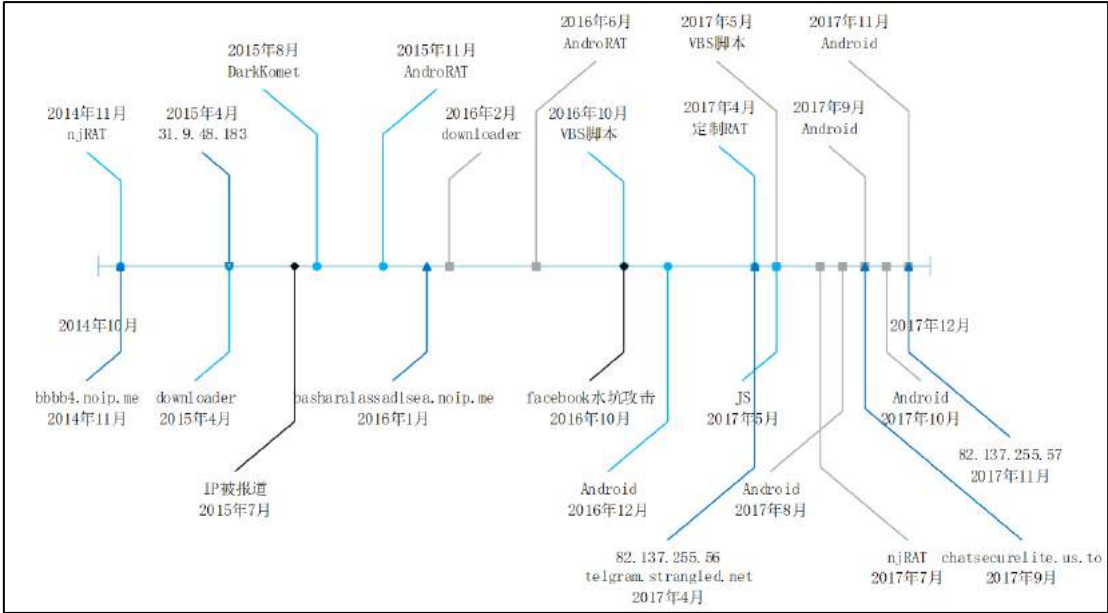 2014年11月
njRAT
2015年4月
31.9.48.183
2015年8月
DarkKomet
2015年11月
AndroRAT
2016年2月
downloader
2016年6月
AndroRAT
2016年10月
VBS脚本
2017年4月
定制RAT
2017年5月
VBS脚本
2017年9月
Android
2017年11月
Android
2014年10月
2017年12月
bbbb4.noip.me
2014年11月
downloader
2015年4月
IP被报道
2015年7月
basharalassad1sea.noip.me
2016年1月
facebook水坑攻击
2016年10月
Android
2016年12月
82.137.255.56
telgram.strangled.net
2017年4月
JS
2017年5月
Android
2017年8月
njRAT
2017年7月
chatsecurelite.us.to
2017年9月
Android
2017年10月
82.137.255.57
2017年11月